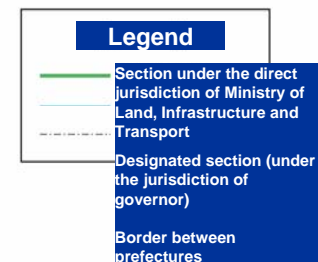 Legend
Section under the direct
jurisdiction of Ministry of
Land, Infrastructure and
Transport
Designated section (under
the jurisdiction of
governor)
Border between
prefectures